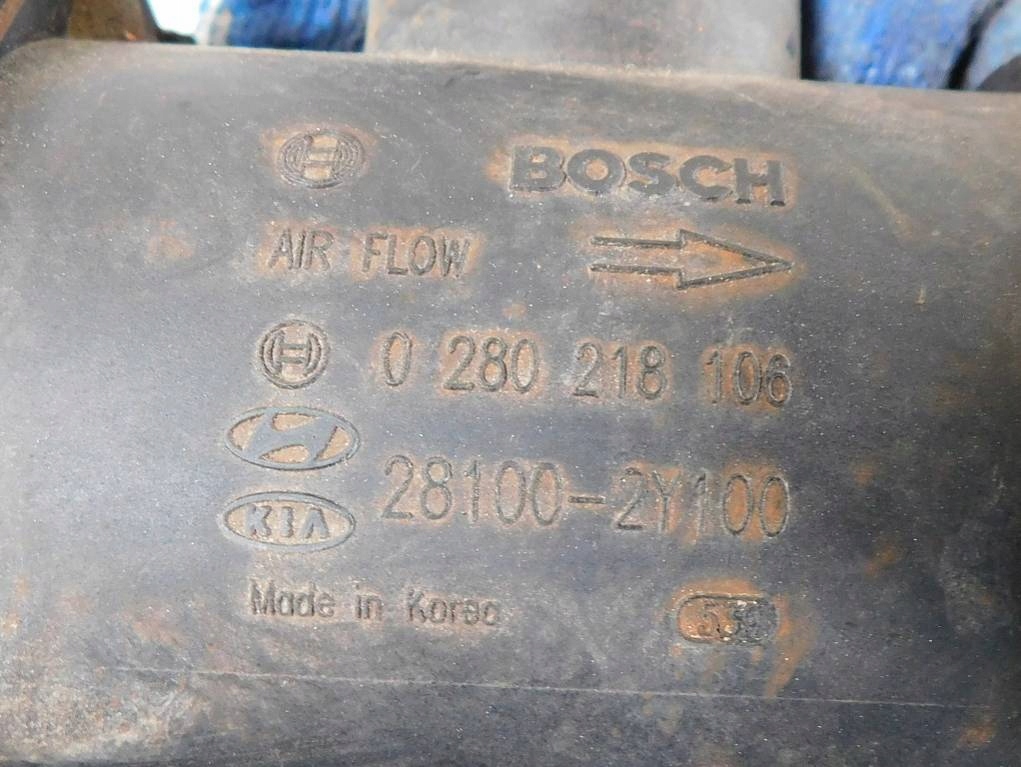 BOSCH
AIR FLOW
0 280 218 106
28100-2Y100
KIA
Made in Korea